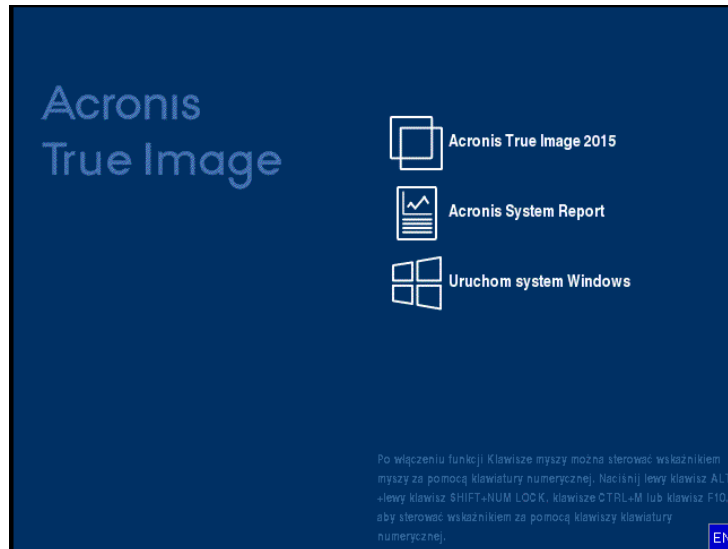 Acronis
True Image
Acronis True Image 2015
Acronis System Report
Uruchom system Windows
Po włączeniu funkcji Klawisze myszy można sterować wskaźnikiem
myszy za pomocą klawiatury numerycznej. Naciśnij lewy klawisz ALT
+lewy klawisz SHIFT+NUM LOCK, klawisze CTRL+M lub klawisz F10,
aby sterować wskaźnikiem za pomocą klawiszy klawiatury
numerycznej.
EN